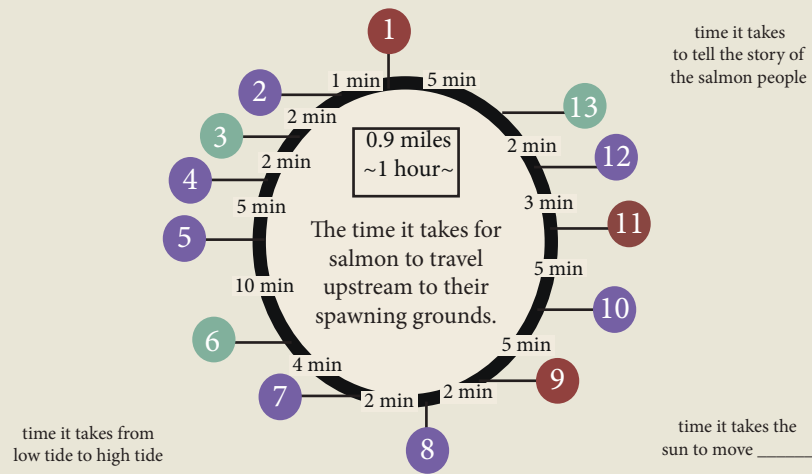 1
1 min
5 min
time it takes
to tell the story of
the salmon people
2
2 min
13
3
2 min
0.9 miles
~1 hour~
2 min
12
4
5 min
3 min
11
5
The time it takes for
salmon to travel
upstream to their
spawning grounds.
10 min
5 min
10
6
4 min
5 min
9
7
2 min
2 min
8
time it takes from
low tide to high tide
time it takes the
sun to move ______